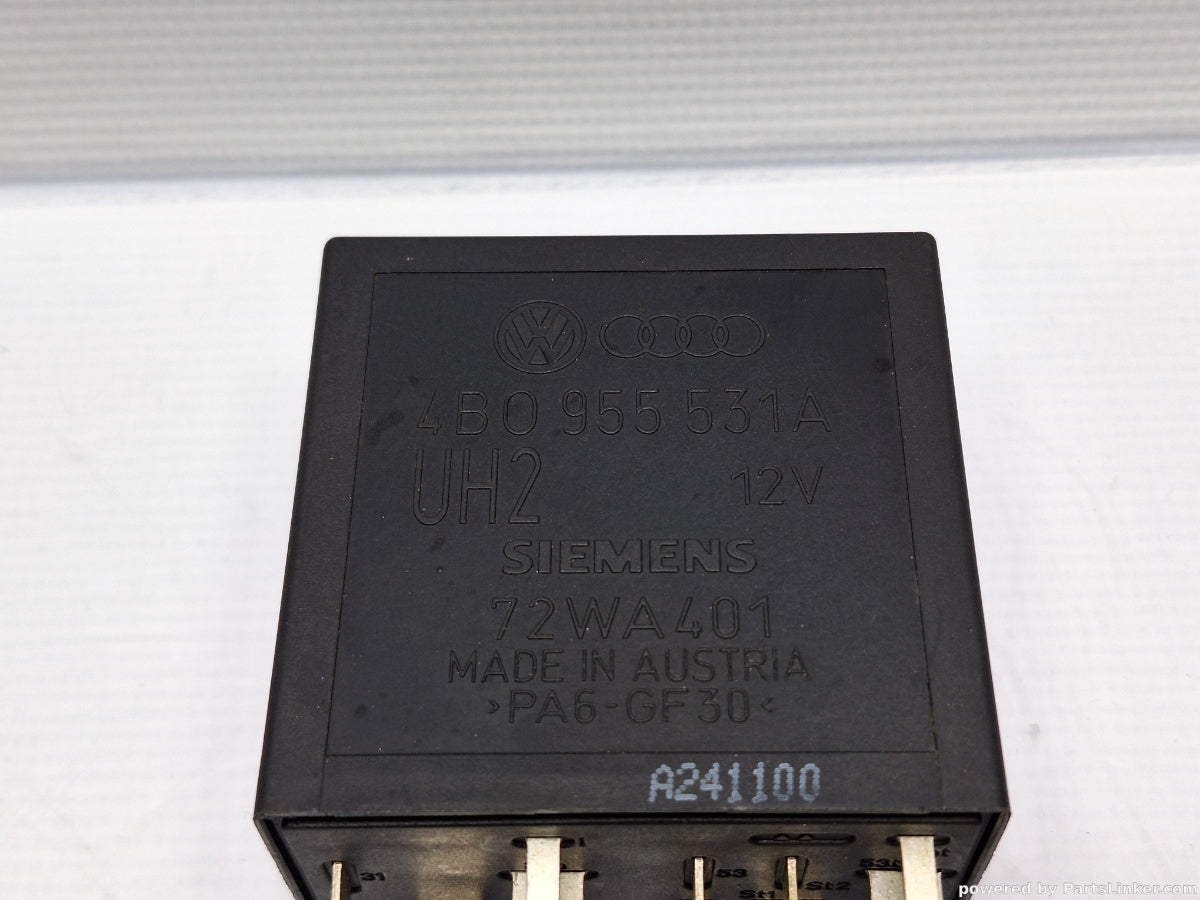 4B0 955 531A
UH2 12V
SIEMENS
72WA401
MADE IN AUSTRIA
>PA6-GF30<
A241100
31 53 St1 St2
powered by PartsLinker.com